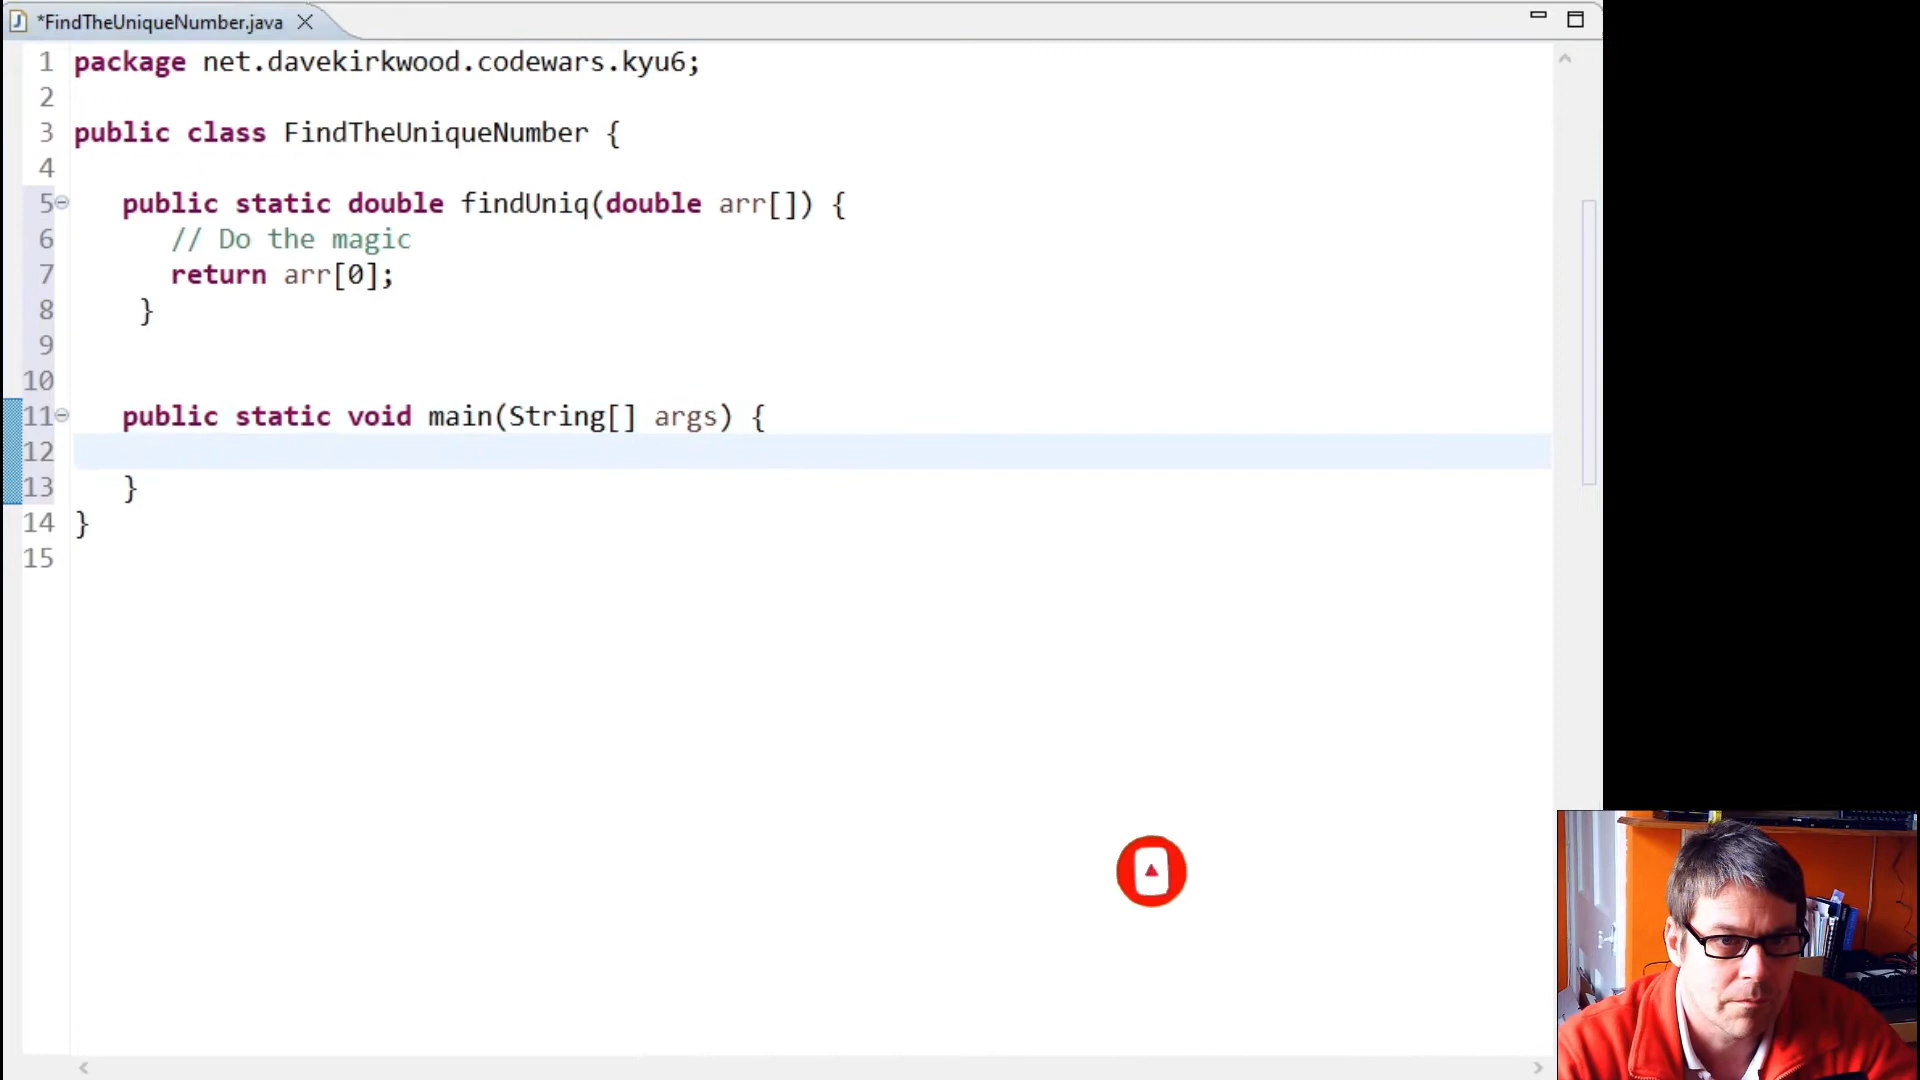 *FindTheUniqueNumber.java
1 package net.davekirkwood.codewars.kyu6;
2
3 public class FindTheUniqueNumber {
4
5 public static double findUniq(double arr[]) {
6 // Do the magic
7 return arr[0];
8 }
9
10
11 public static void main(String[] args) {
12
13 }
14 }
15